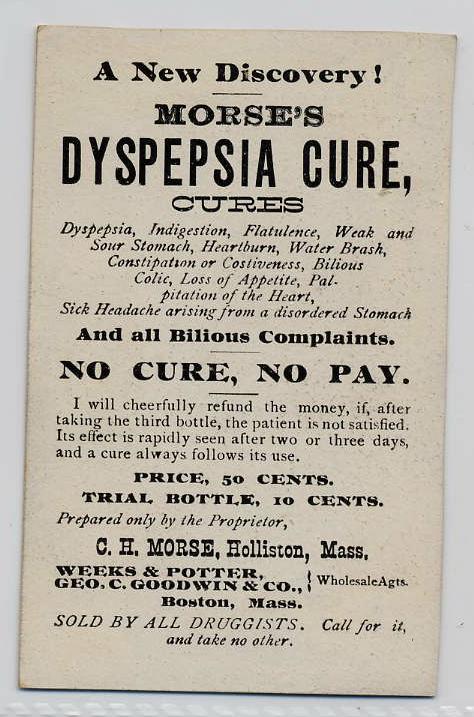 A New Discovery!
MORSE'S
DYSPEPSIA CURE,
CURES
Dyspepsia, Indigestion, Flatulence, Weak and
Sour Stomach, Heartburn, Water Brash,
Constipation or Costiveness, Bilious
Colic, Loss of Appetite, Pal-
pitation of the Heart,
Sick Headache arising from a disordered Stomach
And all Bilious Complaints.
NO CURE, NO PAY.
I will cheerfully refund the money, if, after
taking the third bottle, the patient is not satisfied.
Its effect is rapidly seen after two or three days,
and a cure always follows its use.
PRICE, 50 CENTS.
TRIAL BOTTLE, 10 CENTS.
Prepared only by the Proprietor,
C. H. MORSE, Holliston, Mass.
WEEKS & POTTER,
GEO. C. GOODWIN & CO., } Wholesale Agts.
Boston, Mass.
SOLD BY ALL DRUGGISTS. Call for it,
and take no other.